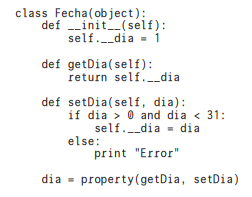 class Fecha(object):
    def __init__(self):
        self.__dia = 1

    def getDia(self):
        return self.__dia

    def setDia(self, dia):
        if dia > 0 and dia < 31:
            self.__dia = dia
        else:
            print "Error"

    dia = property(getDia, setDia)